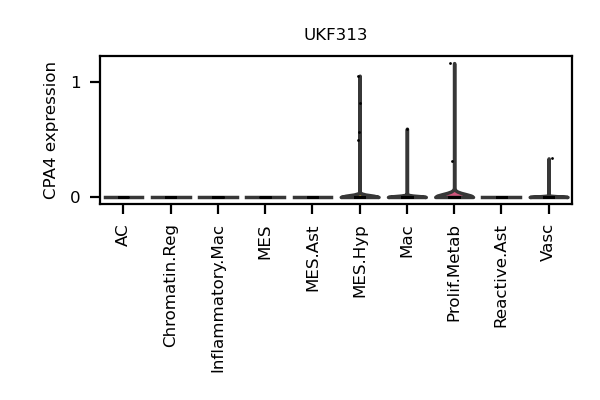 UKF313
CPA4 expression
1
0
AC
Chromatin.Reg
Inflammatory.Mac
MES
MES.Ast
MES.Hyp
Mac
Prolif.Metab
Reactive.Ast
Vasc